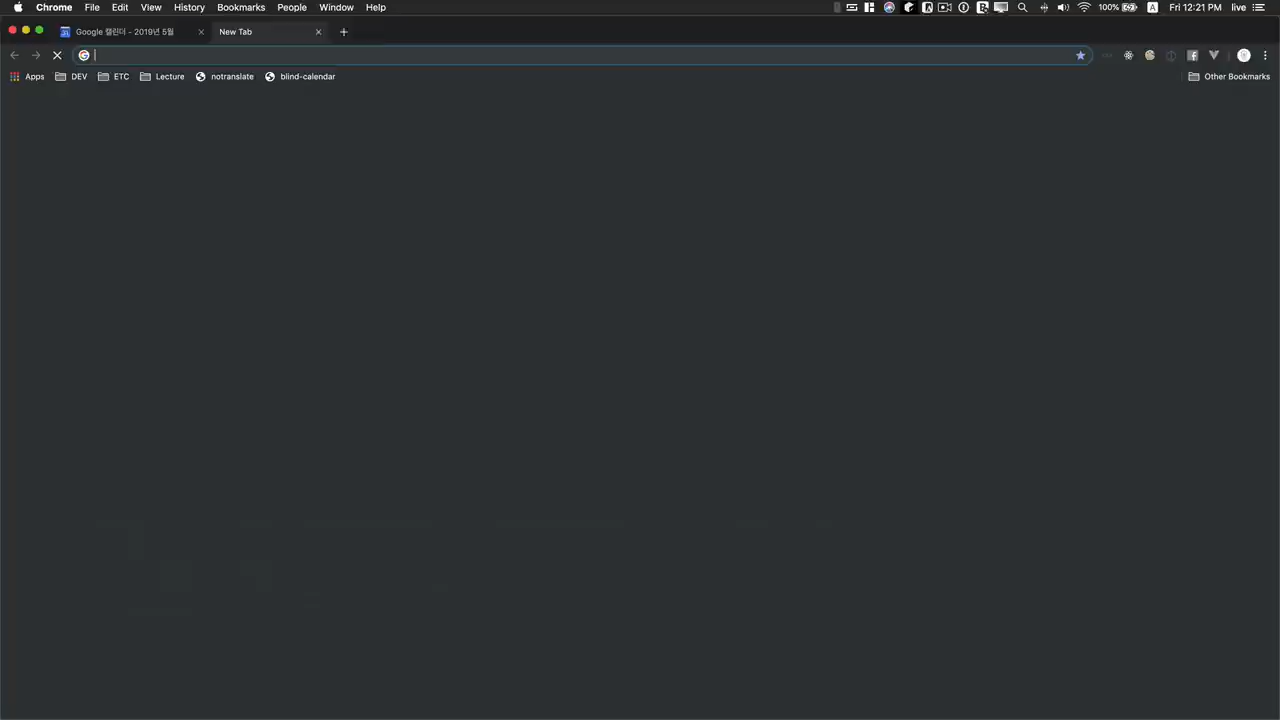 Chrome File Edit View History Bookmarks People Window Help 100% A Fri 12:21 PM live
Google 캘린더 - 2019년 5월 New Tab
Apps DEV ETC Lecture notranslate blind-calendar Other Bookmarks